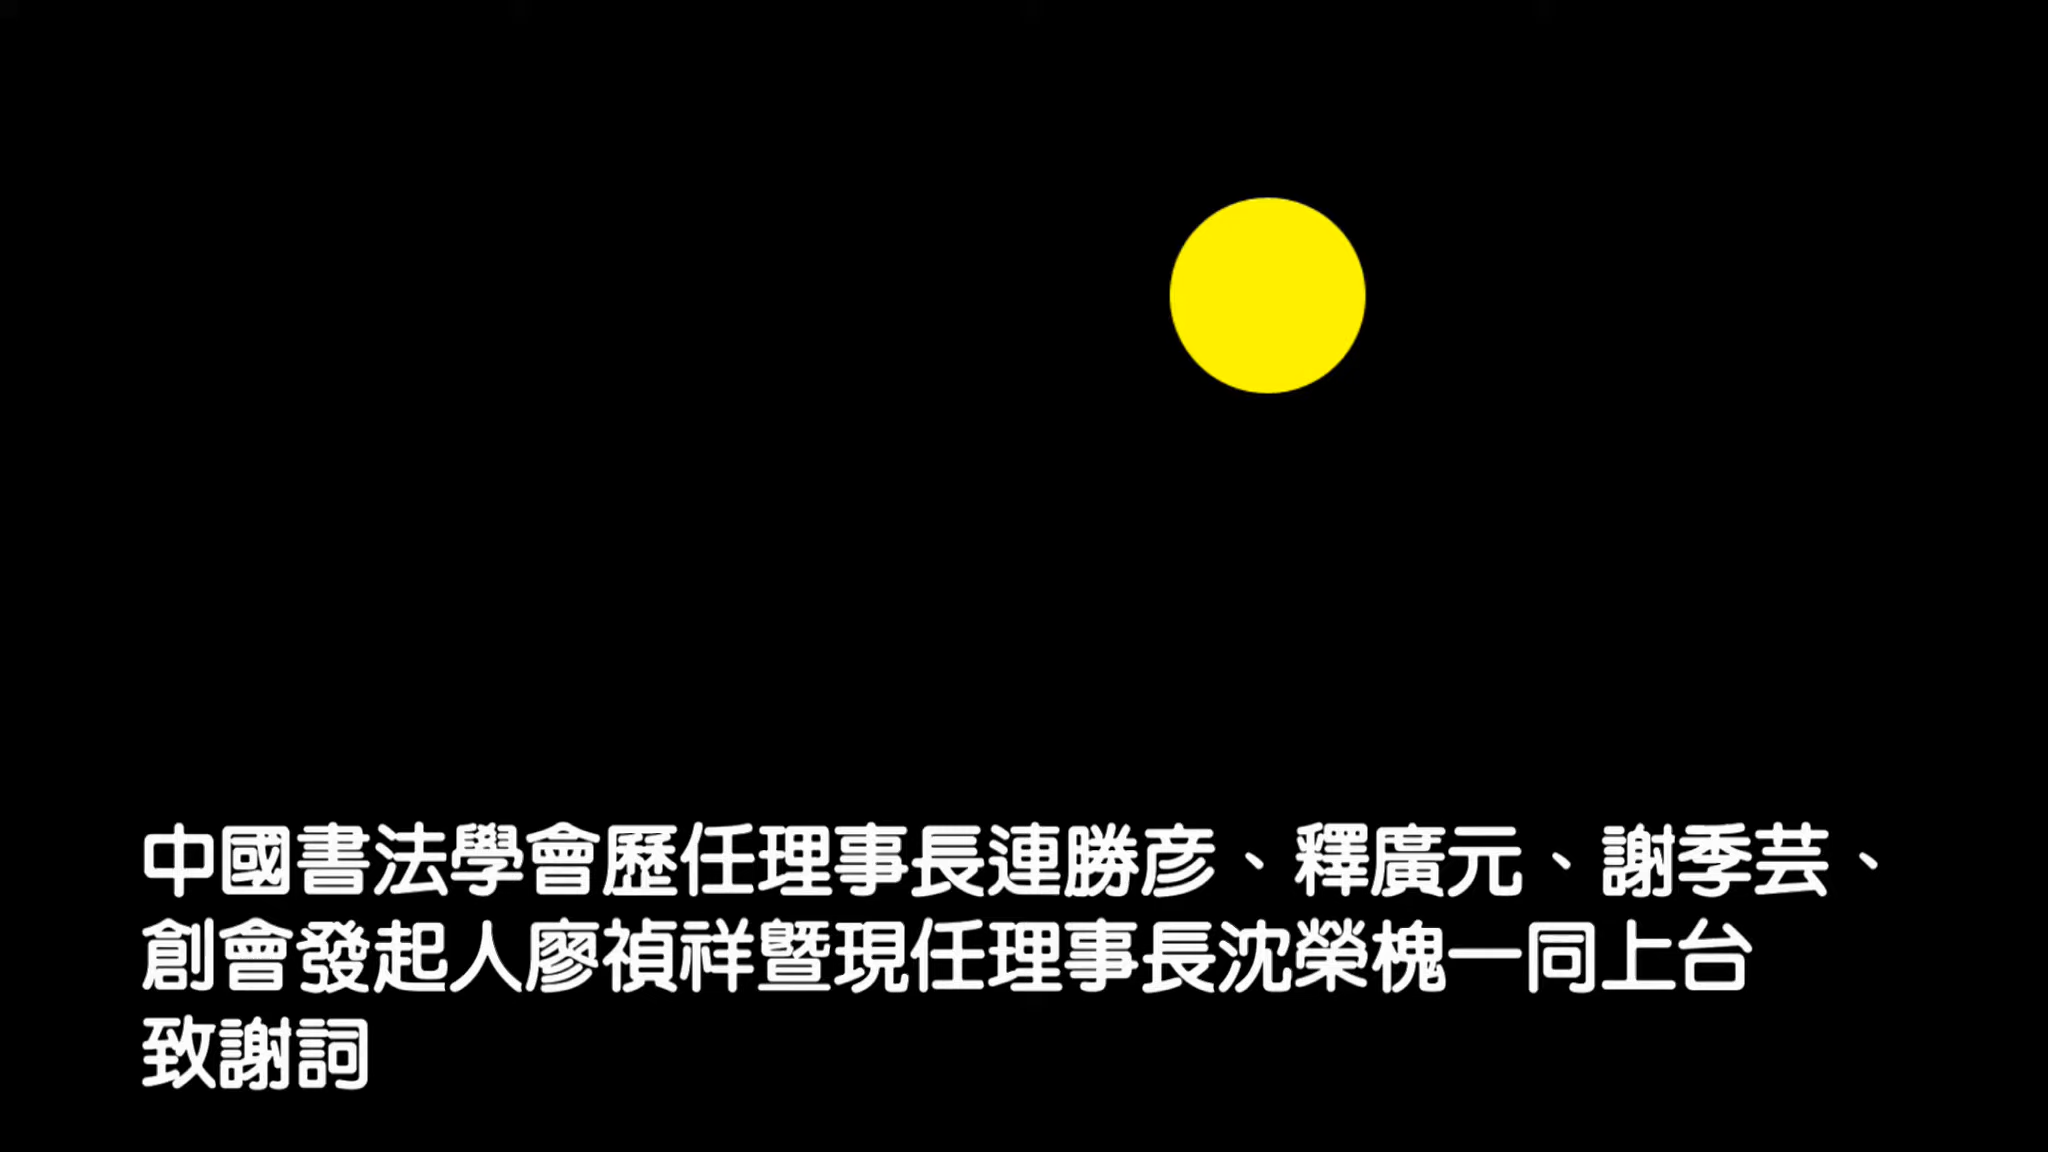 中國書法學會歷任理事長連勝彦、釋廣元、謝季芸、
創會發起人廖禎祥暨現任理事長沈榮槐一同上台
致謝詞